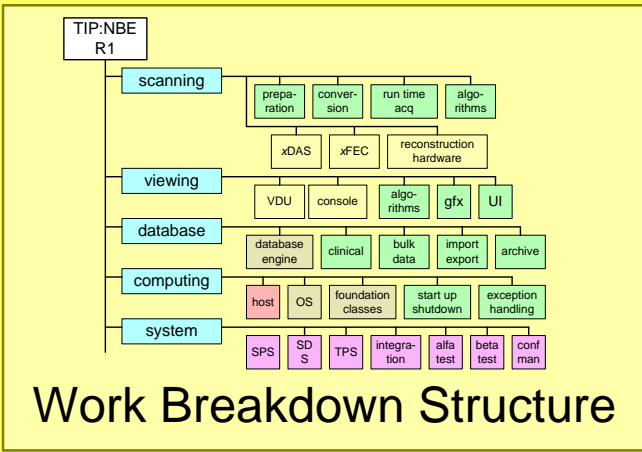 TIP:NBE
R1
scanning
prepa-
ration
conver-
sion
run time
acq
algo-
rithms
xDAS
xFEC
reconstruction
hardware
viewing
VDU
console
algo-
rithms
gfx
UI
database
database
engine
clinical
bulk
data
import
export
archive
computing
host
OS
foundation
classes
start up
shutdown
exception
handling
system
SPS
SD
S
TPS
integra-
tion
alfa
test
beta
test
conf
man
Work Breakdown Structure